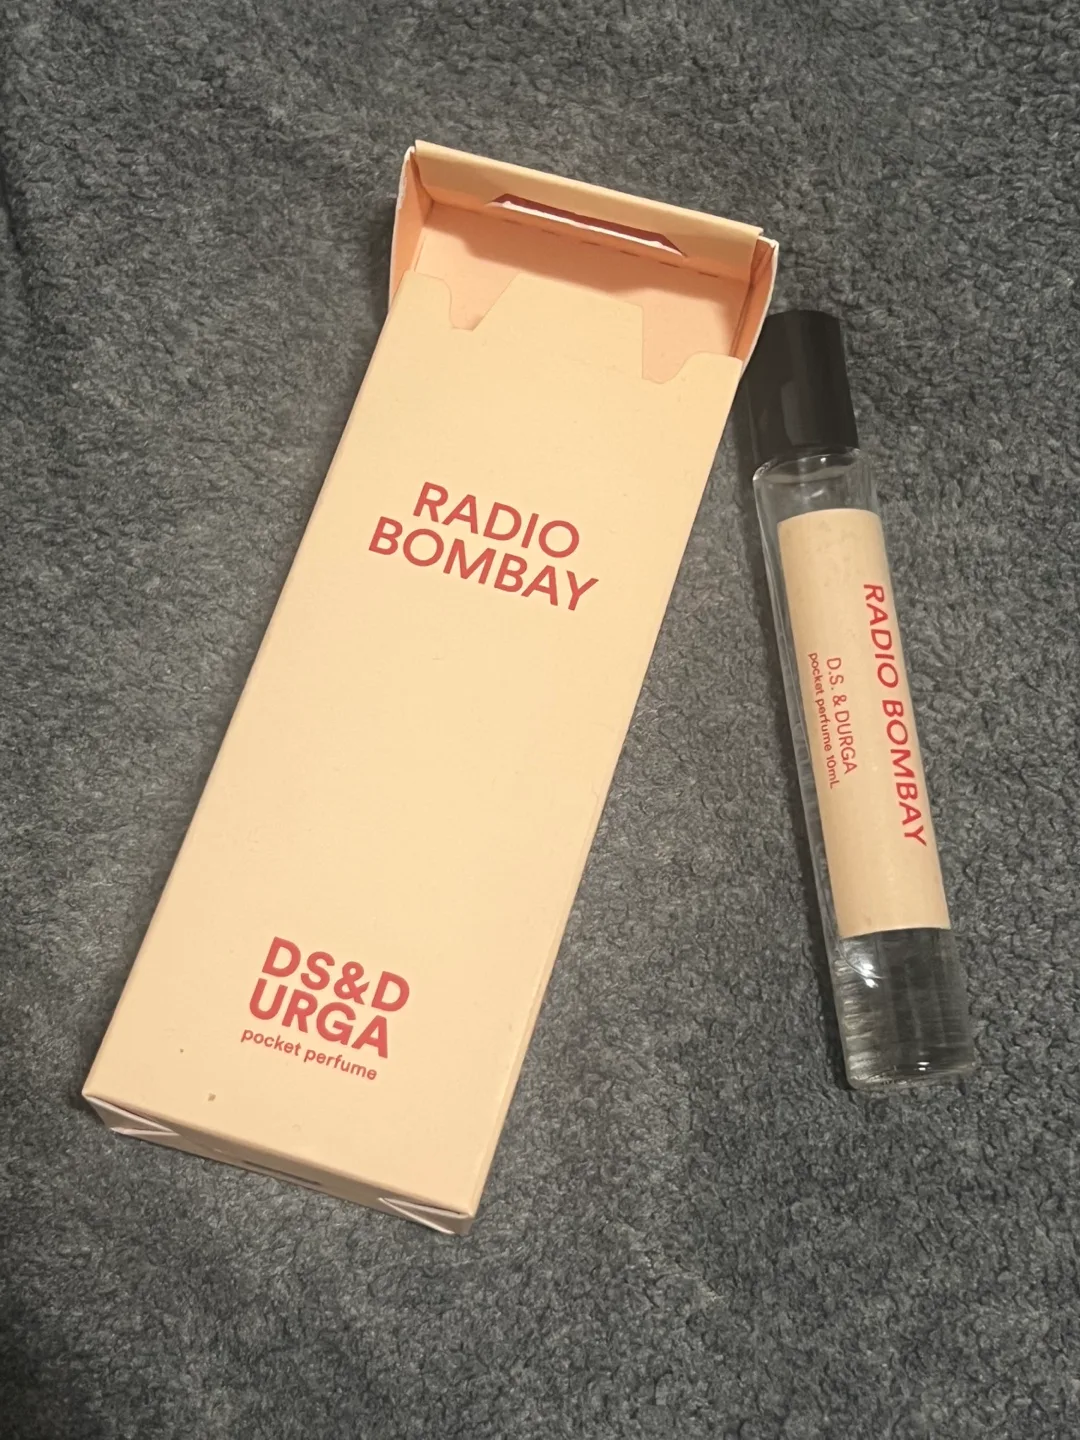 RADIO
BOMBAY
DS&D
URGA
pocket perfume
RADIO BOMBAY
D.S. & DURGA
pocket perfume 10mL